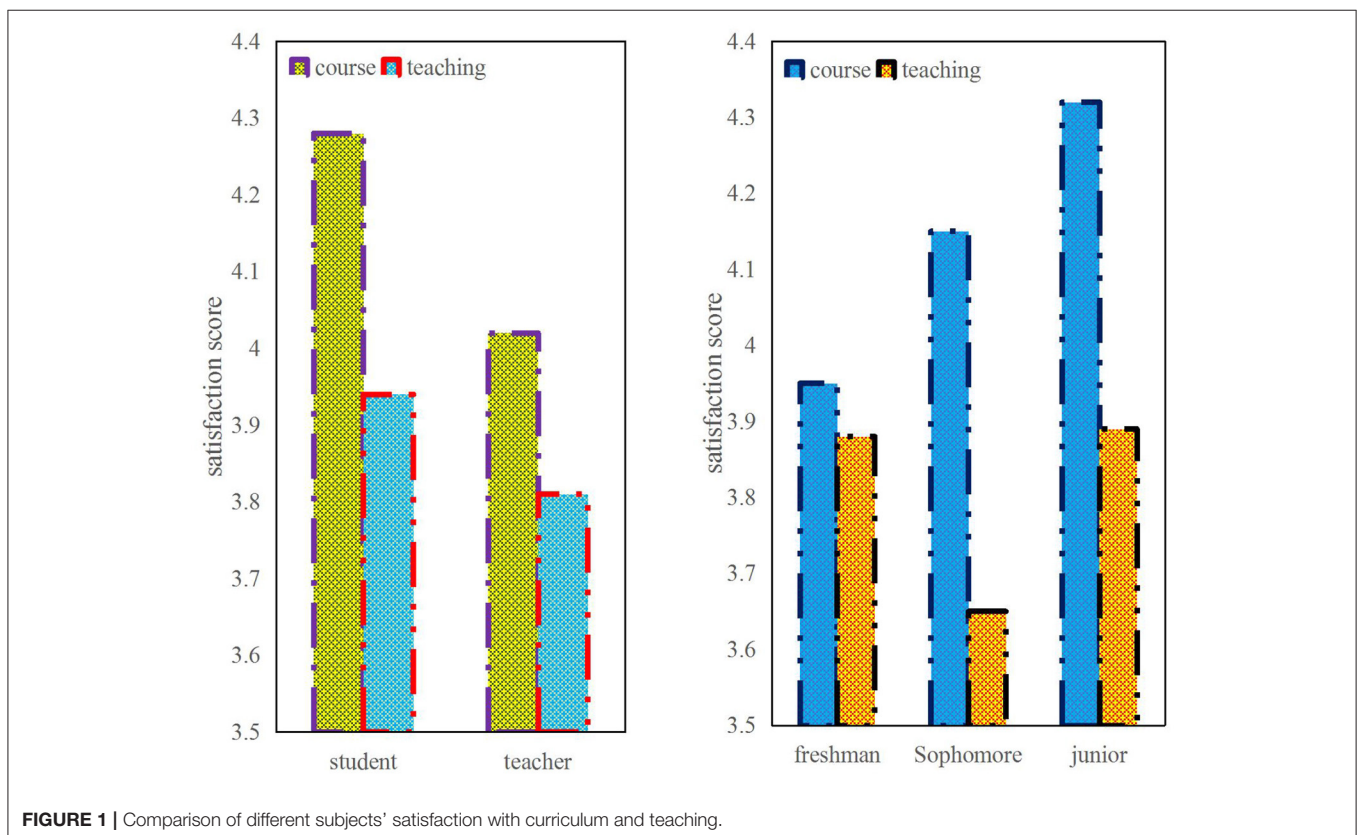 4.4
4.3
4.2
4.1
4
3.9
3.8
3.7
3.6
3.5
satisfaction score
course teaching
student teacher
4.4
4.3
4.2
4.1
4
3.9
3.8
3.7
3.6
3.5
satisfaction score
course teaching
freshman Sophomore junior
FIGURE 1 | Comparison of different subjects' satisfaction with curriculum and teaching.